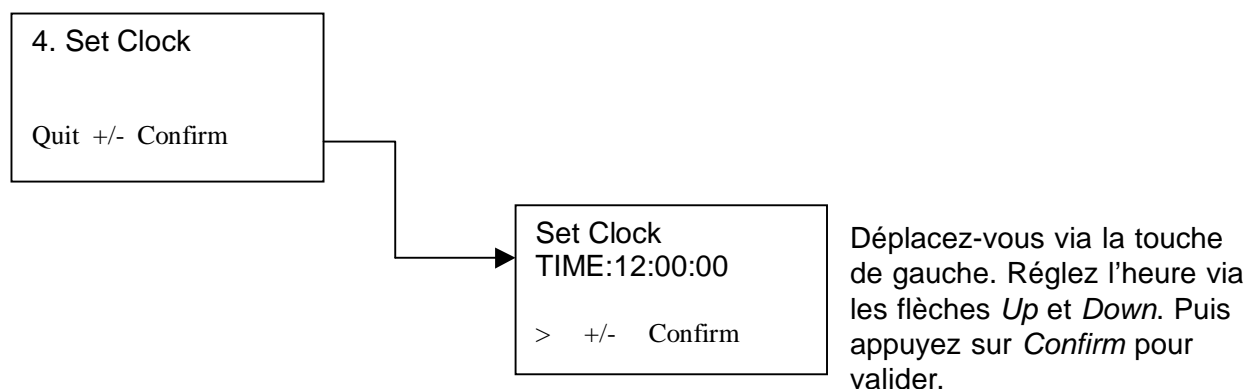 4. Set Clock
Quit +/- Confirm
Set Clock
TIME:12:00:00
> +/- Confirm
Déplacez-vous via la touche
de gauche. Réglez l’heure via
les flèches Up et Down. Puis
appuyez sur Confirm pour
valider.